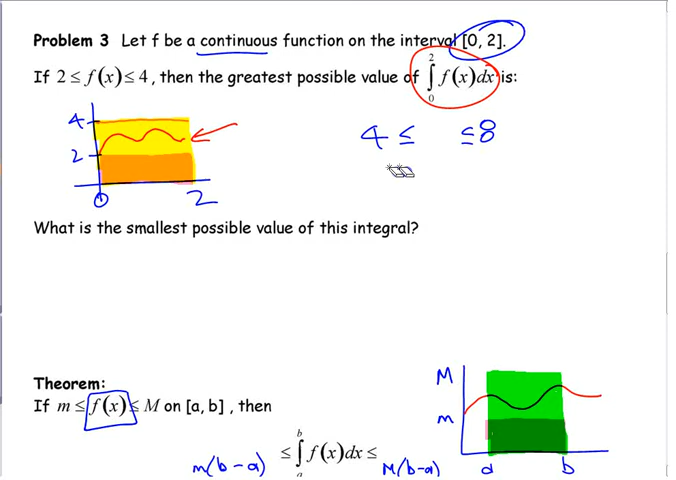 Problem 3 Let f be a continuous function on the interval [0, 2].
If 2 ≤ f(x) ≤ 4, then the greatest possible value of ∫₀² f(x)dx is:
4
2
0 2
4 ≤ ≤ 8
What is the smallest possible value of this integral?
Theorem:
If m ≤ f(x) ≤ M on [a, b], then
m(b-a) ≤ ∫ₐᵇ f(x)dx ≤ M(b-a)
M
m
a b